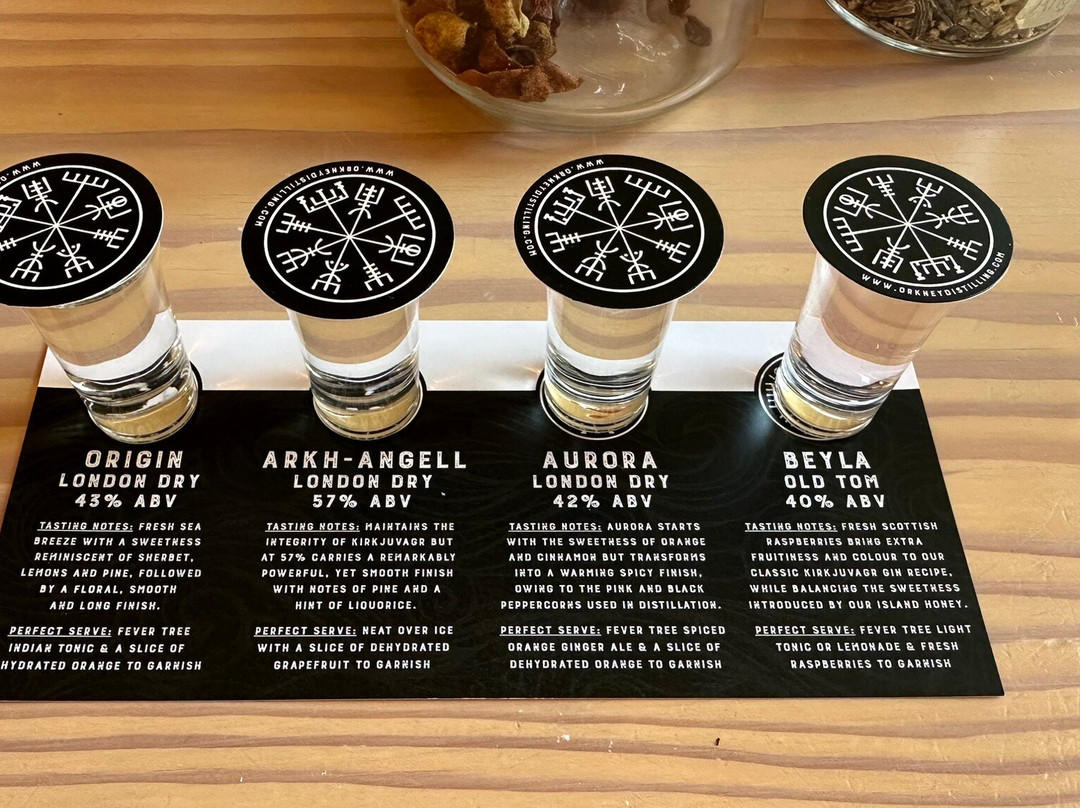 WWW.ORKNEYDISTILLING.COM
WWW.ORKNEYDISTILLING.COM
WWW.ORKNEYDISTILLING.COM
ORIGIN
LONDON DRY
43% ABV
TASTING NOTES: FRESH SEA
BREEZE WITH A SWEETNESS
REMINISCENT OF SHERBET,
LEMONS AND PINE, FOLLOWED
BY A FLORAL, SMOOTH
AND LONG FINISH.
PERFECT SERVE: FEVER TREE
INDIAN TONIC & A SLICE OF
HYDRATED ORANGE TO GARNISH
ARKH-ANGELL
LONDON DRY
57% ABV
TASTING NOTES: MAINTAINS THE
INTEGRITY OF KIRKJUVAGR BUT
AT 57% CARRIES A REMARKABLY
POWERFUL, YET SMOOTH FINISH
WITH NOTES OF PINE AND A
HINT OF LIQUORICE.
PERFECT SERVE: NEAT OVER ICE
WITH A SLICE OF DEHYDRATED
GRAPEFRUIT TO GARNISH
AURORA
LONDON DRY
42% ABV
TASTING NOTES: AURORA STARTS
WITH THE SWEETNESS OF ORANGE
AND CINNAMON BUT TRANSFORMS
INTO A WARMING SPICY FINISH,
OWING TO THE PINK AND BLACK
PEPPERCORNS USED IN DISTILLATION.
PERFECT SERVE: FEVER TREE SPICED
ORANGE GINGER ALE & A SLICE OF
DEHYDRATED ORANGE TO GARNISH
BEYLA
OLD TOM
40% ABV
TASTING NOTES: FRESH SCOTTISH
RASPBERRIES BRING EXTRA
FRUITINESS AND COLOUR TO OUR
CLASSIC KIRKJUVAGR GIN RECIPE,
WHILE BALANCING THE SWEETNESS
INTRODUCED BY OUR ISLAND HONEY.
PERFECT SERVE: FEVER TREE LIGHT
TONIC OR LEMONADE & FRESH
RASPBERRIES TO GARNISH